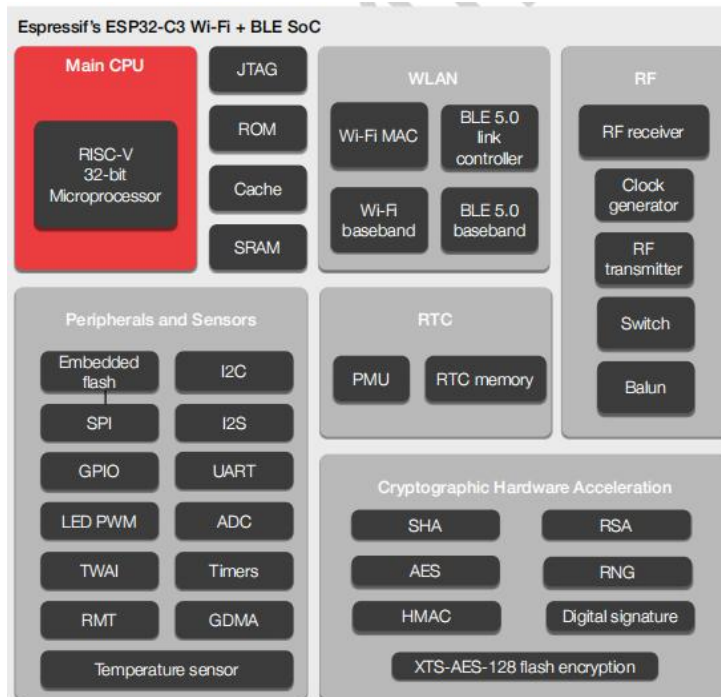 Espressif's ESP32-C3 Wi-Fi + BLE SoC
Main CPU
RISC-V
32-bit
Microprocessor
JTAG
ROM
Cache
SRAM
WLAN
Wi-Fi MAC
BLE 5.0
link
controller
Wi-Fi
baseband
BLE 5.0
baseband
RF
RF receiver
Clock
generator
RF
transmitter
Switch
Balun
Peripherals and Sensors
Embedded
flash
I2C
SPI
I2S
GPIO
UART
LED PWM
ADC
TWAI
Timers
RMT
GDMA
Temperature sensor
RTC
PMU
RTC memory
Cryptographic Hardware Acceleration
SHA
RSA
AES
RNG
HMAC
Digital signature
XTS-AES-128 flash encryption